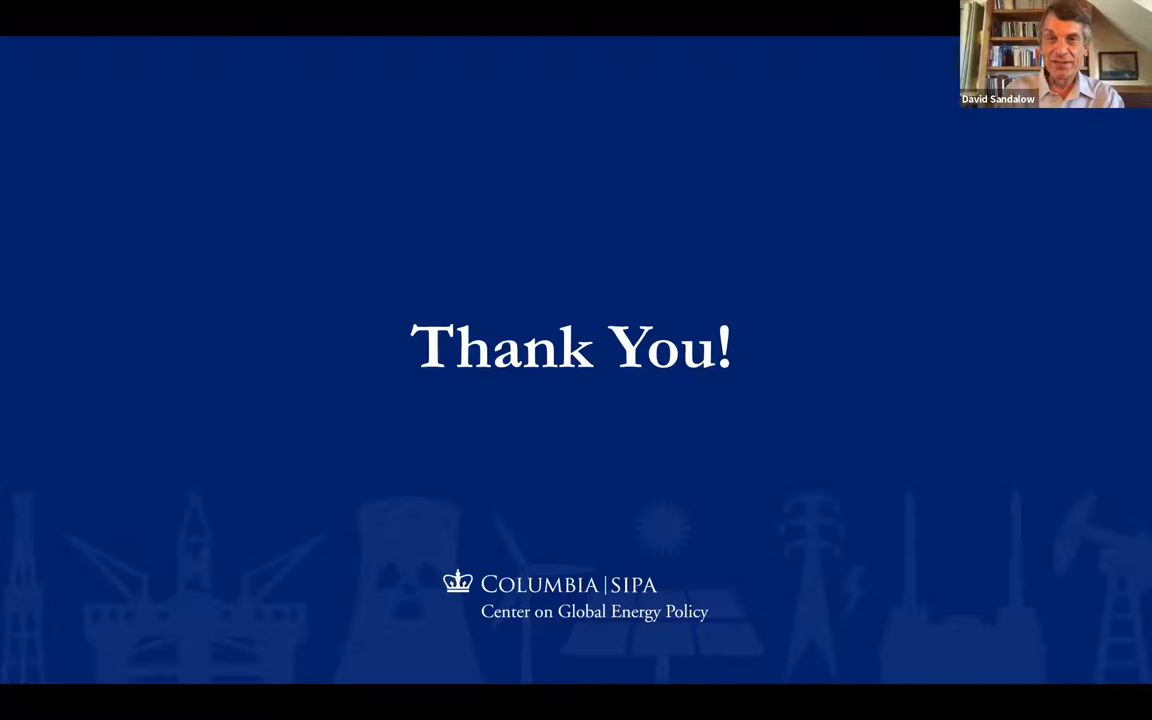 David Sandalow
Thank You!
COLUMBIA | SIPA
Center on Global Energy Policy